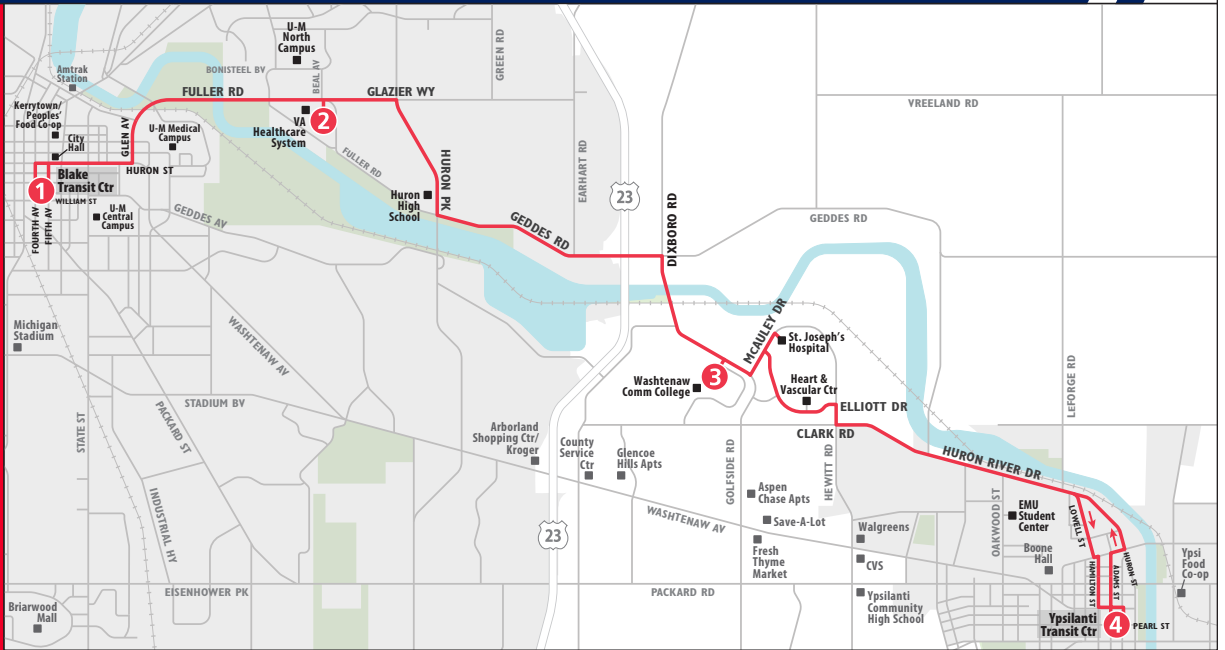 U-M
North
Campus
GREEN RD
Amtrak
Station
BONISTEEL BV
BEAL AV
FULLER RD
GLAZIER WY
VREELAND RD
Kerrytown/
Peoples'
Food Co-op
City
Hall
GLEN AV
U-M Medical
Campus
VA
Healthcare
System
2
FULLER RD
HURON PK
EARHART RD
23
HURON ST
1
Blake
Transit Ctr
WILLIAM ST
FOURTH AV
FIFTH AV
U-M
Central
Campus
GEDDES AV
Huron
High
School
GEDDES RD
DIXBORO RD
GEDDES RD
Michigan
Stadium
WASHTENAW AV
MCAULEY DR
St. Joseph's
Hospital
3
Washtenaw
Comm College
Heart &
Vascular Ctr
LEFORGE RD
STADIUM BV
PACKARD ST
STATE ST
ELLIOTT DR
CLARK RD
Arborland
Shopping Ctr/
Kroger
County
Service
Ctr
Glencoe
Hills Apts
GOLFSIDE RD
HEWITT RD
HURON RIVER DR
INDUSTRIAL HY
Aspen
Chase Apts
Save-A-Lot
WASHTENAW AV
23
Fresh
Thyme
Market
Walgreens
CVS
OAKWOOD ST
EMU
Student
Center
LOWELL ST
Boone
Hall
HURON ST
Ypsi
Food
Co-op
EISENHOWER PK
PACKARD RD
HAMILTON ST
ADAMS ST
Briarwood
Mall
Ypsilanti
Community
High School
Ypsilanti
Transit Ctr
4
PEARL ST